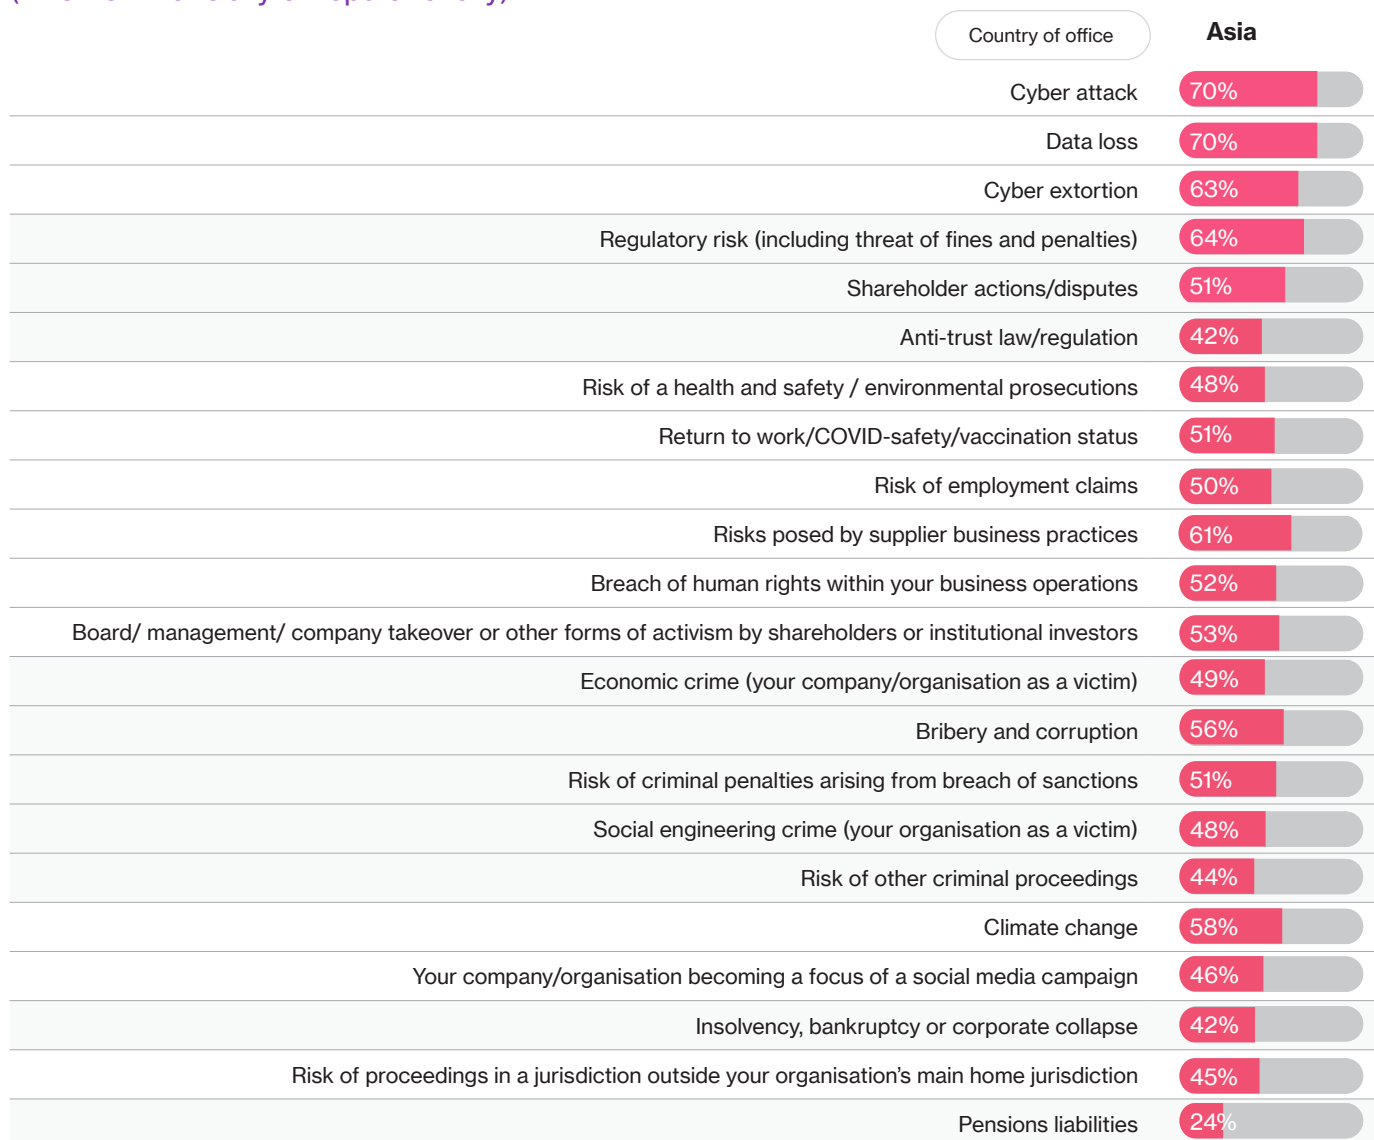 Country of office Asia
Cyber attack 70%
Data loss 70%
Cyber extortion 63%
Regulatory risk (including threat of fines and penalties) 64%
Shareholder actions/disputes 51%
Anti-trust law/regulation 42%
Risk of a health and safety / environmental prosecutions 48%
Return to work/COVID-safety/vaccination status 51%
Risk of employment claims 50%
Risks posed by supplier business practices 61%
Breach of human rights within your business operations 52%
Board/ management/ company takeover or other forms of activism by shareholders or institutional investors 53%
Economic crime (your company/organisation as a victim) 49%
Bribery and corruption 56%
Risk of criminal penalties arising from breach of sanctions 51%
Social engineering crime (your organisation as a victim) 48%
Risk of other criminal proceedings 44%
Climate change 58%
Your company/organisation becoming a focus of a social media campaign 46%
Insolvency, bankruptcy or corporate collapse 42%
Risk of proceedings in a jurisdiction outside your organisation’s main home jurisdiction 45%
Pensions liabilities 24%